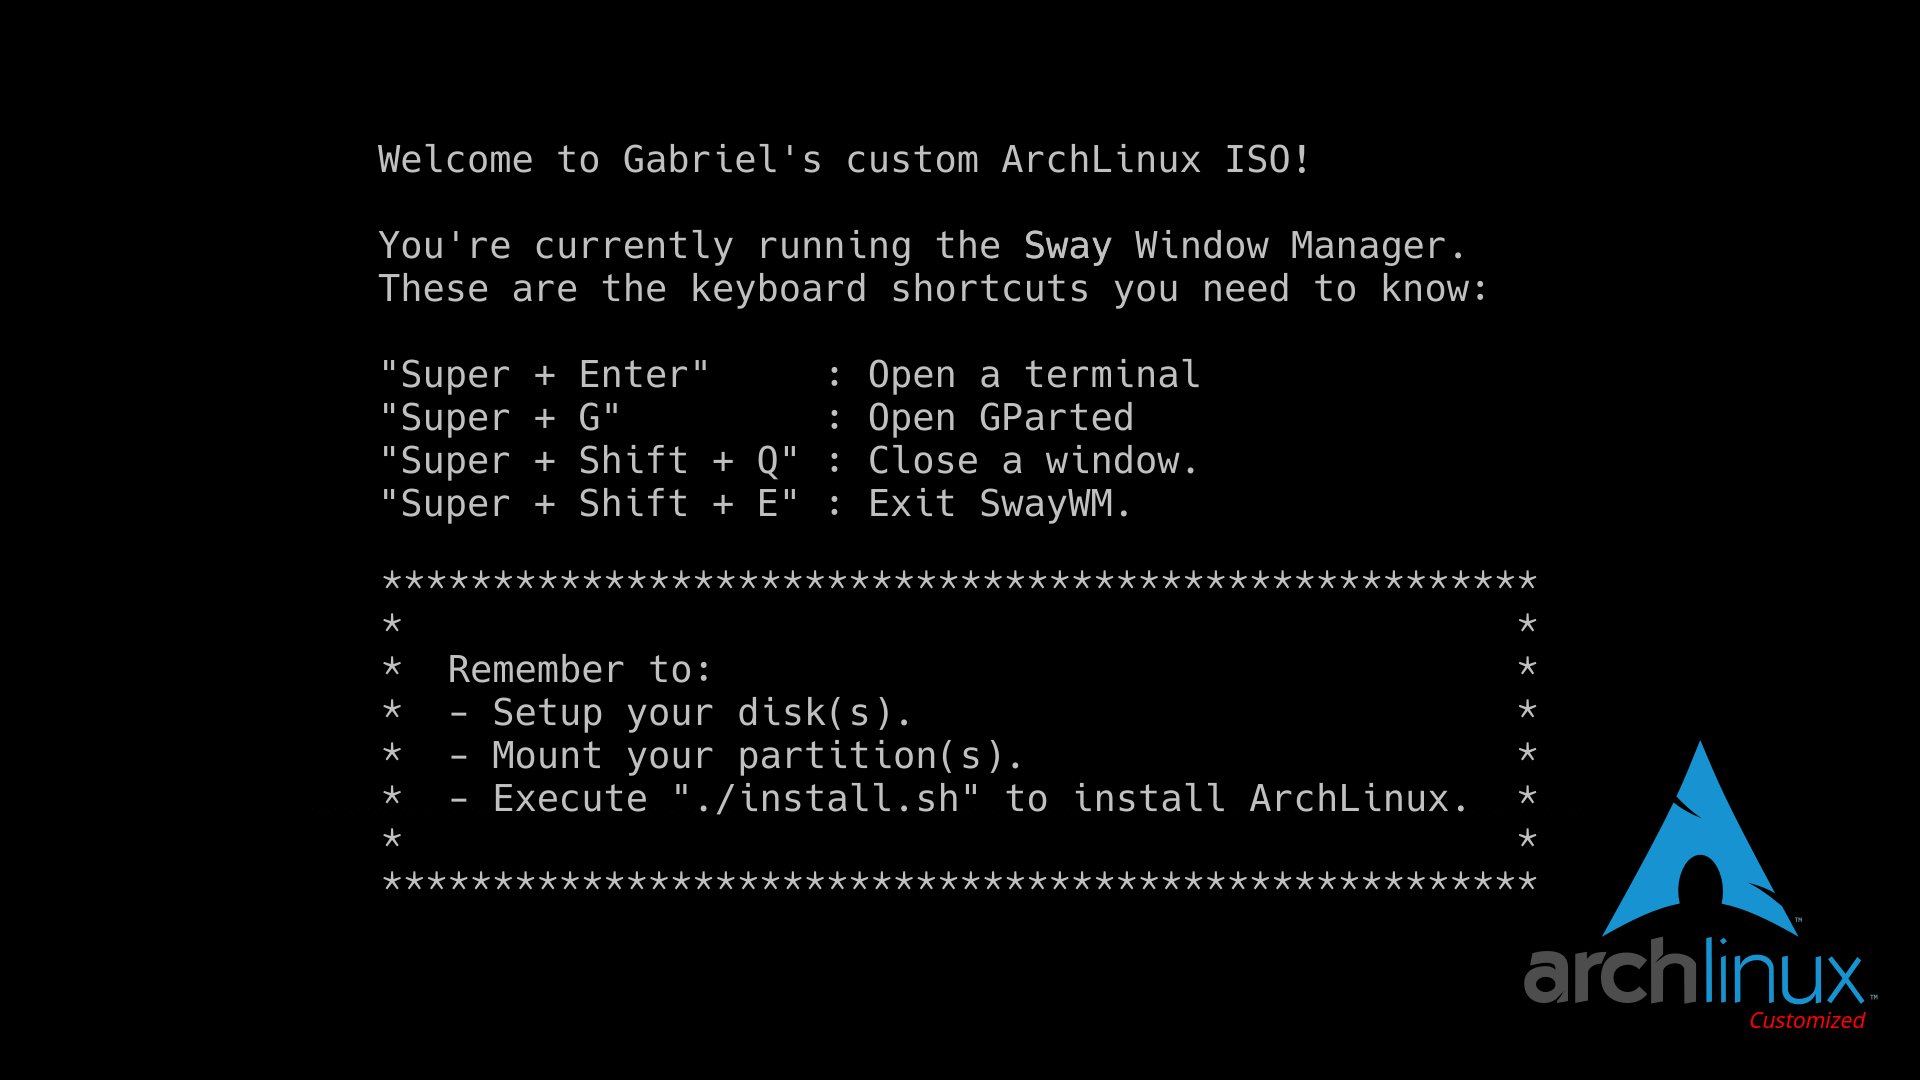 Welcome to Gabriel's custom ArchLinux ISO!
You're currently running the Sway Window Manager.
These are the keyboard shortcuts you need to know:
"Super + Enter"     : Open a terminal
"Super + G"         : Open GParted
"Super + Shift + Q" : Close a window.
"Super + Shift + E" : Exit SwayWM.
****************************************************
*                                                  *
*  Remember to:                                    *
*  - Setup your disk(s).                           *
*  - Mount your partition(s).                      *
*  - Execute "./install.sh" to install ArchLinux.  *
*                                                  *
****************************************************
™
archlinux™
Customized